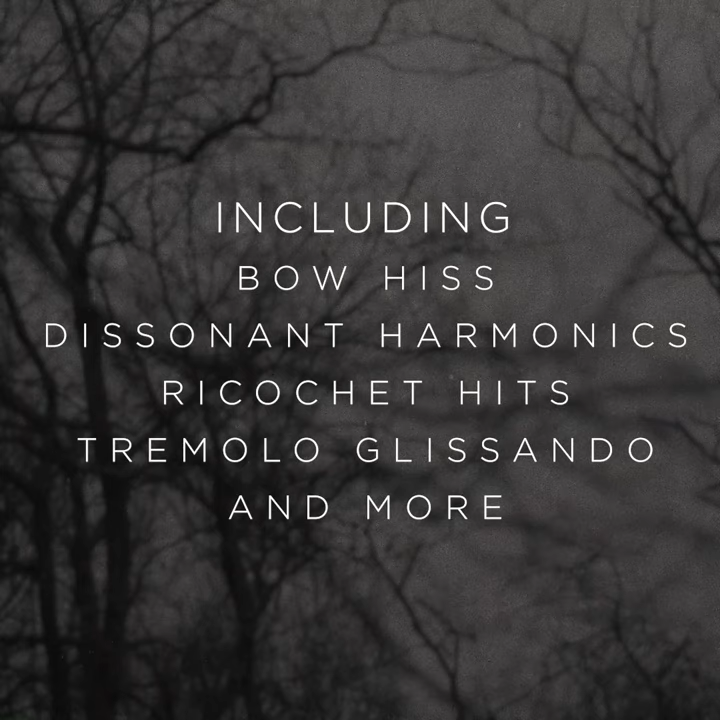 INCLUDING
BOW HISS
DISSONANT HARMONICS
RICOCHET HITS
TREMOLO GLISSANDO
AND MORE